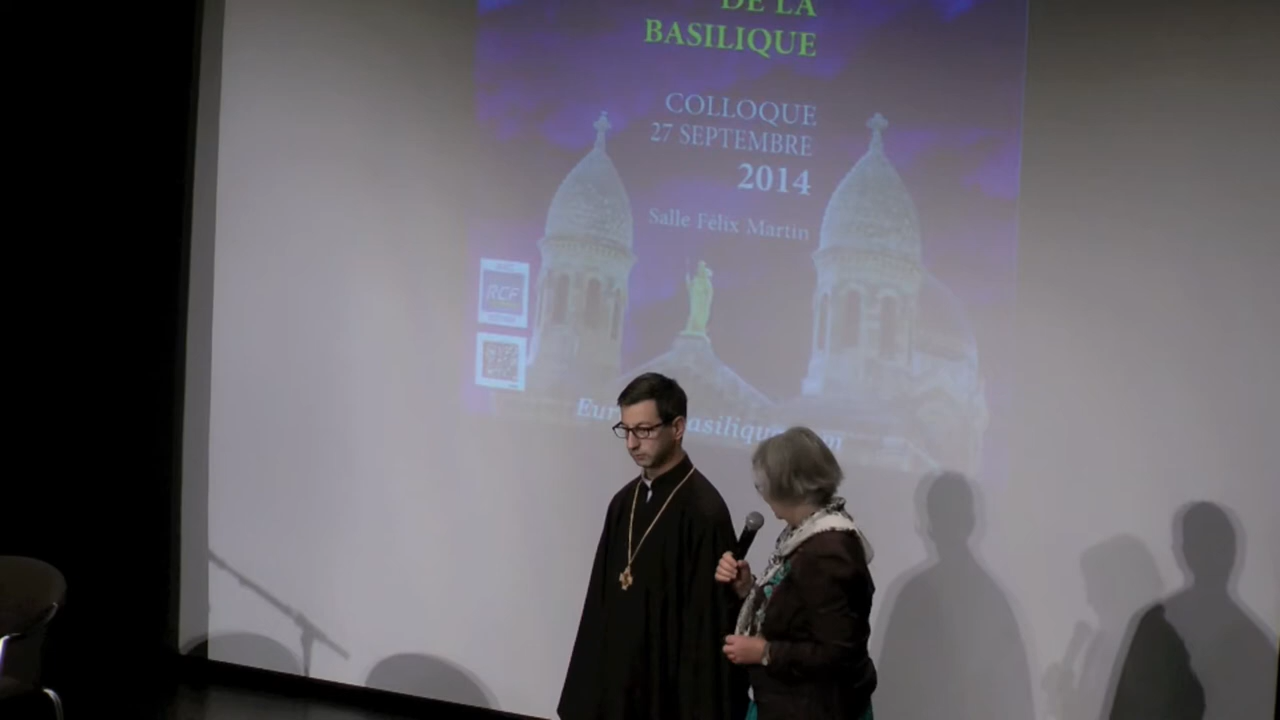 DE LA
BASILIQUE
COLLOQUE
27 SEPTEMBRE
2014
Salle Félix Martin
RCF